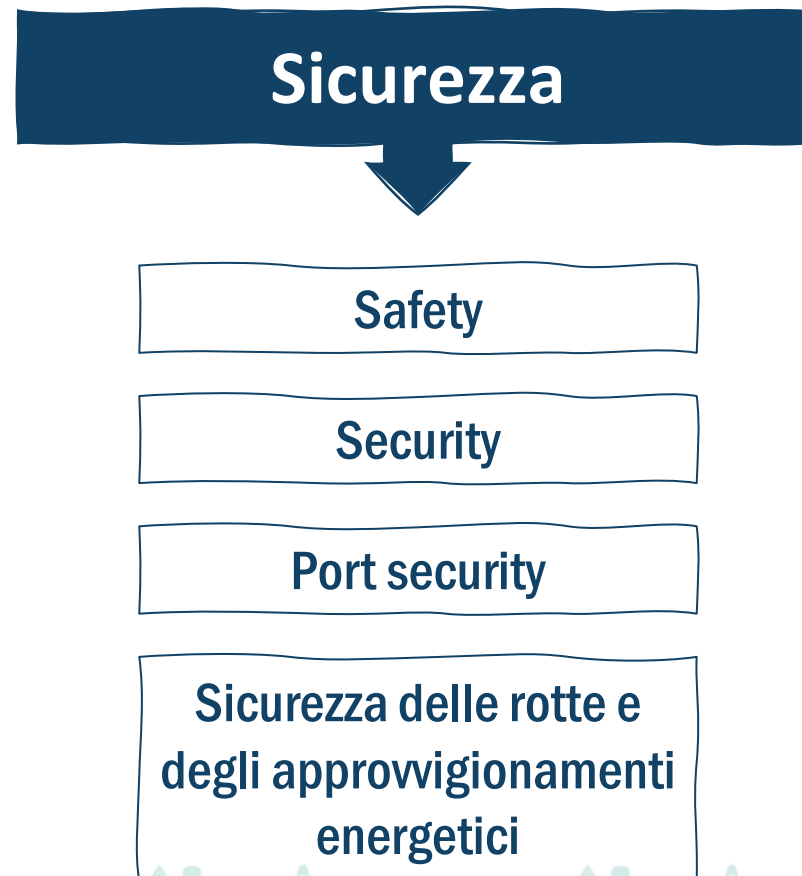 Sicurezza
Safety
Security
Port security
Sicurezza delle rotte e
degli approvvigionamenti
energetici